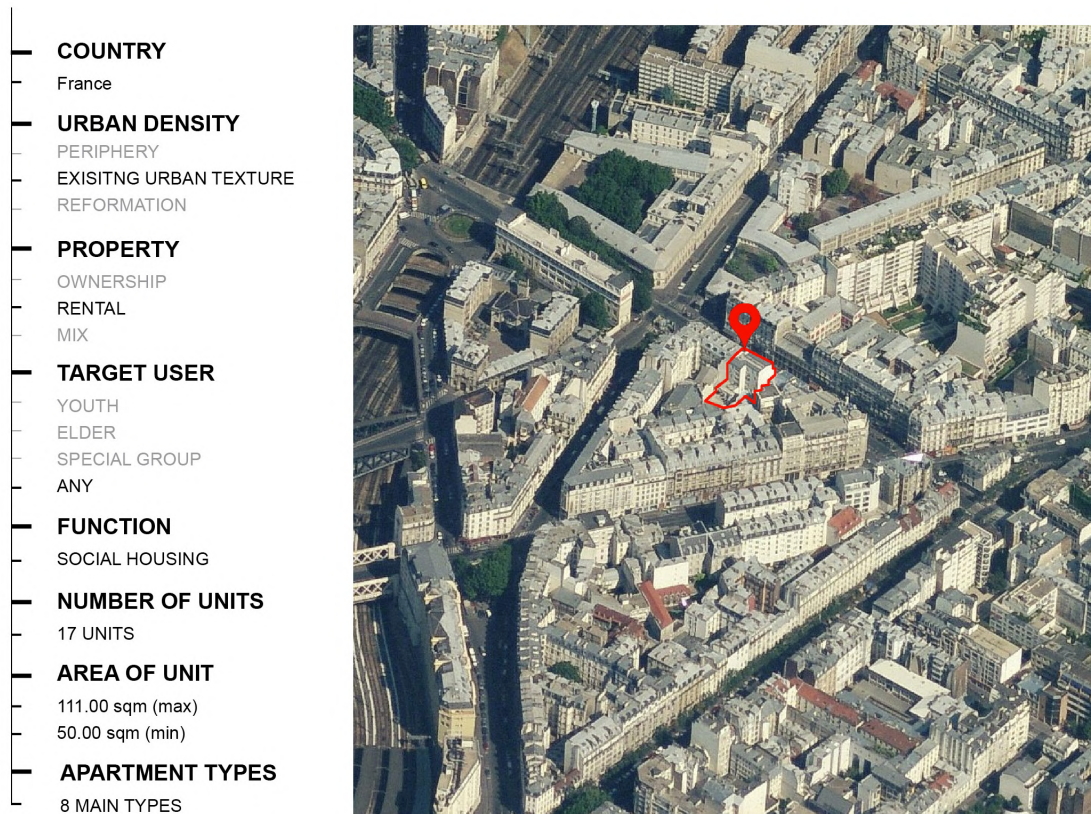 COUNTRY
France
URBAN DENSITY
PERIPHERY
EXISITNG URBAN TEXTURE
REFORMATION
PROPERTY
OWNERSHIP
RENTAL
MIX
TARGET USER
YOUTH
ELDER
SPECIAL GROUP
ANY
FUNCTION
SOCIAL HOUSING
NUMBER OF UNITS
17 UNITS
AREA OF UNIT
111.00 sqm (max)
50.00 sqm (min)
APARTMENT TYPES
8 MAIN TYPES